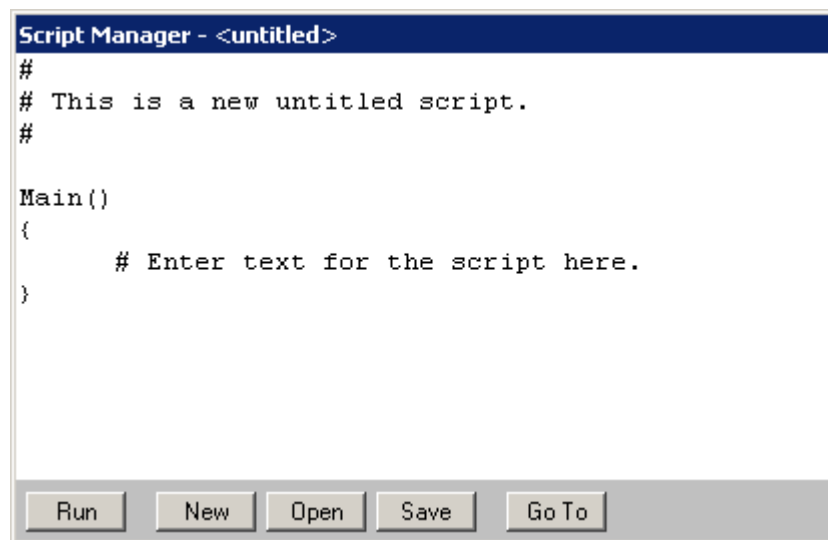 Script Manager - <untitled>
#
# This is a new untitled script.
#
Main()
{
# Enter text for the script here.
}
Run New Open Save Go To